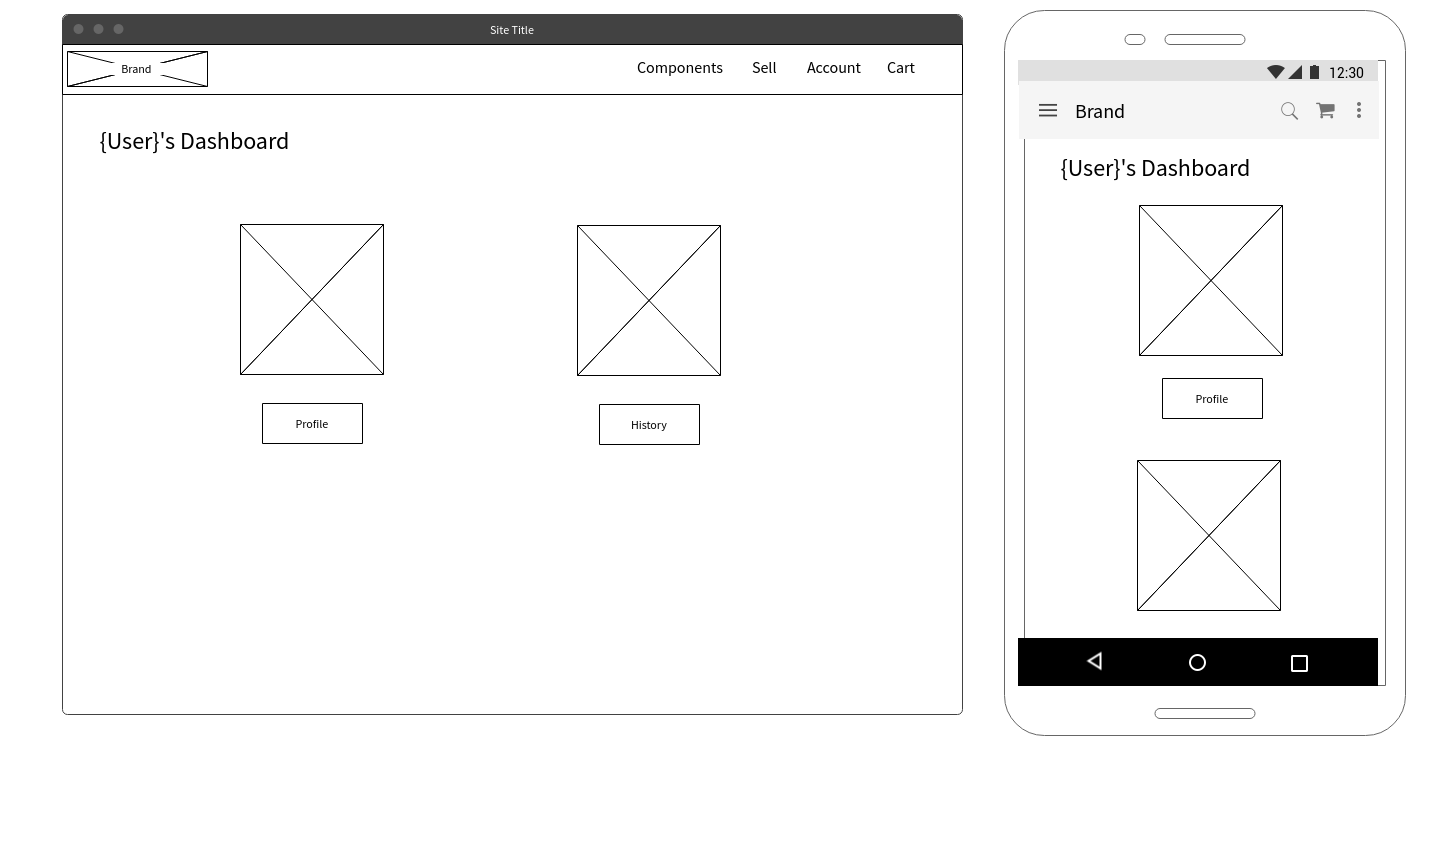 Site Title
Brand
Components Sell Account Cart
{User}'s Dashboard
Profile
History
12:30
Brand
{User}'s Dashboard
Profile